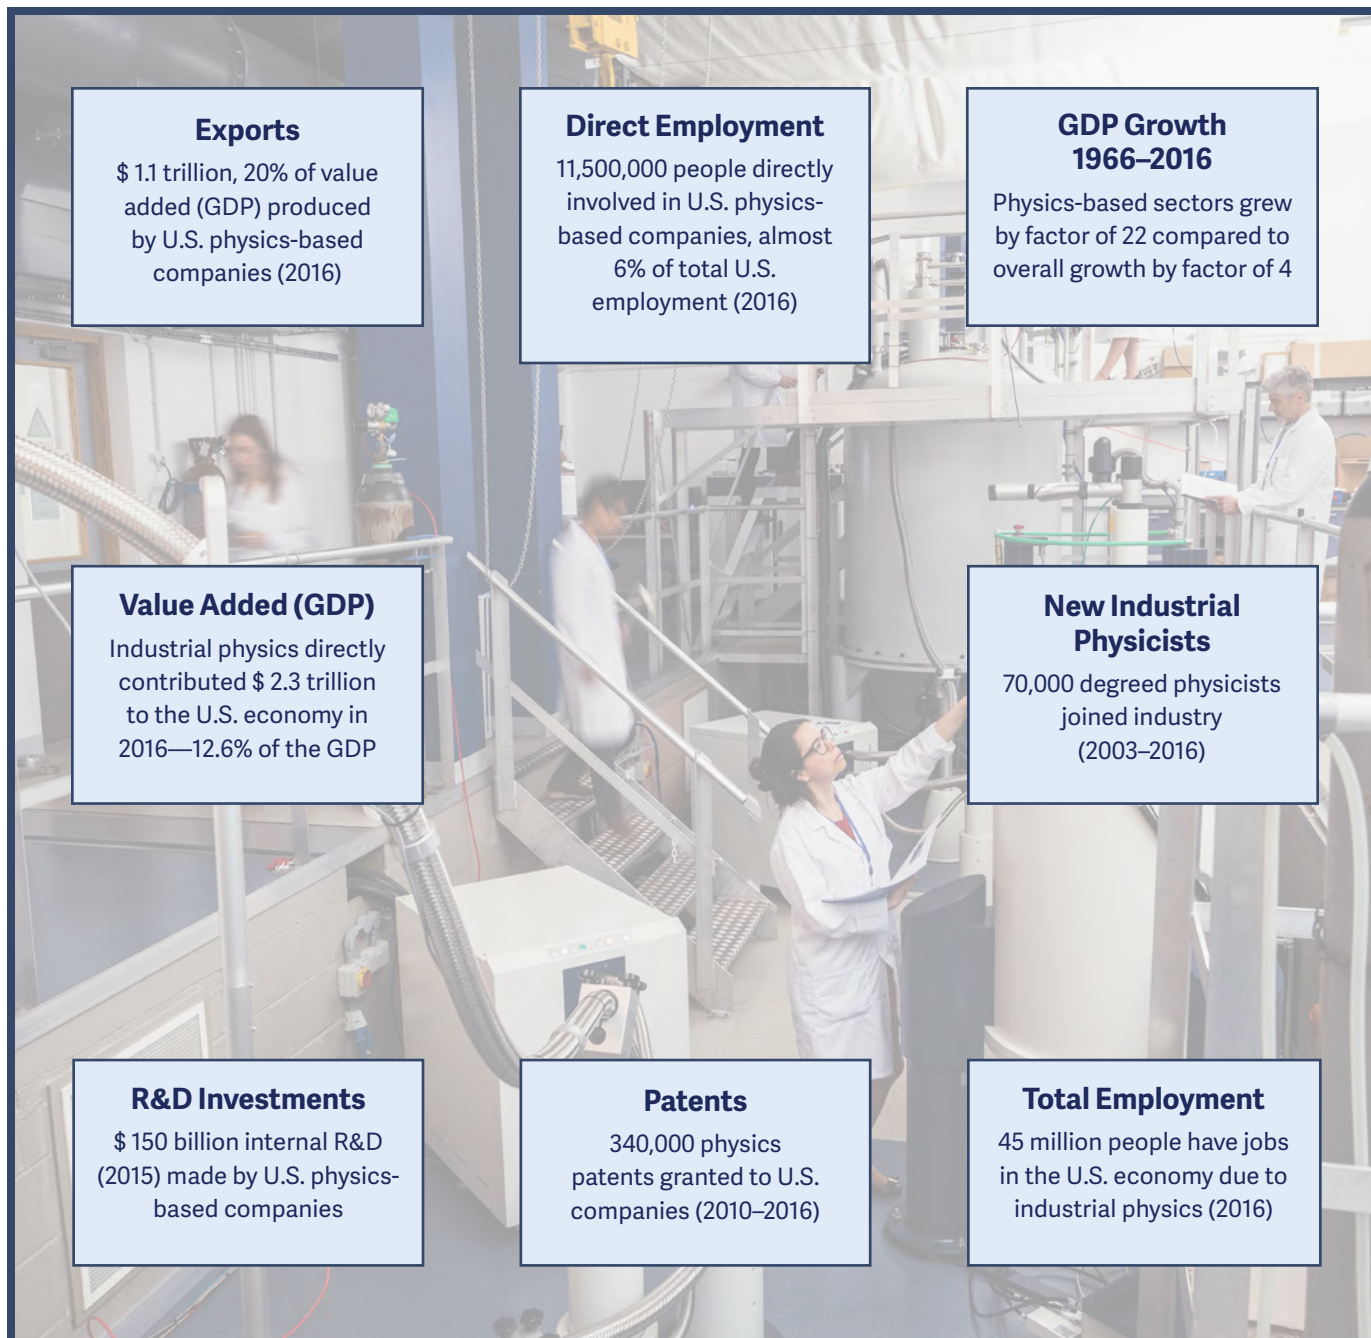 Exports
$ 1.1 trillion, 20% of value
added (GDP) produced
by U.S. physics-based
companies (2016)
Direct Employment
11,500,000 people directly
involved in U.S. physics-
based companies, almost
6% of total U.S.
employment (2016)
GDP Growth
1966–2016
Physics-based sectors grew
by factor of 22 compared to
overall growth by factor of 4
Value Added (GDP)
Industrial physics directly
contributed $ 2.3 trillion
to the U.S. economy in
2016—12.6% of the GDP
New Industrial
Physicists
70,000 degreed physicists
joined industry
(2003–2016)
R&D Investments
$ 150 billion internal R&D
(2015) made by U.S. physics-
based companies
Patents
340,000 physics
patents granted to U.S.
companies (2010–2016)
Total Employment
45 million people have jobs
in the U.S. economy due to
industrial physics (2016)